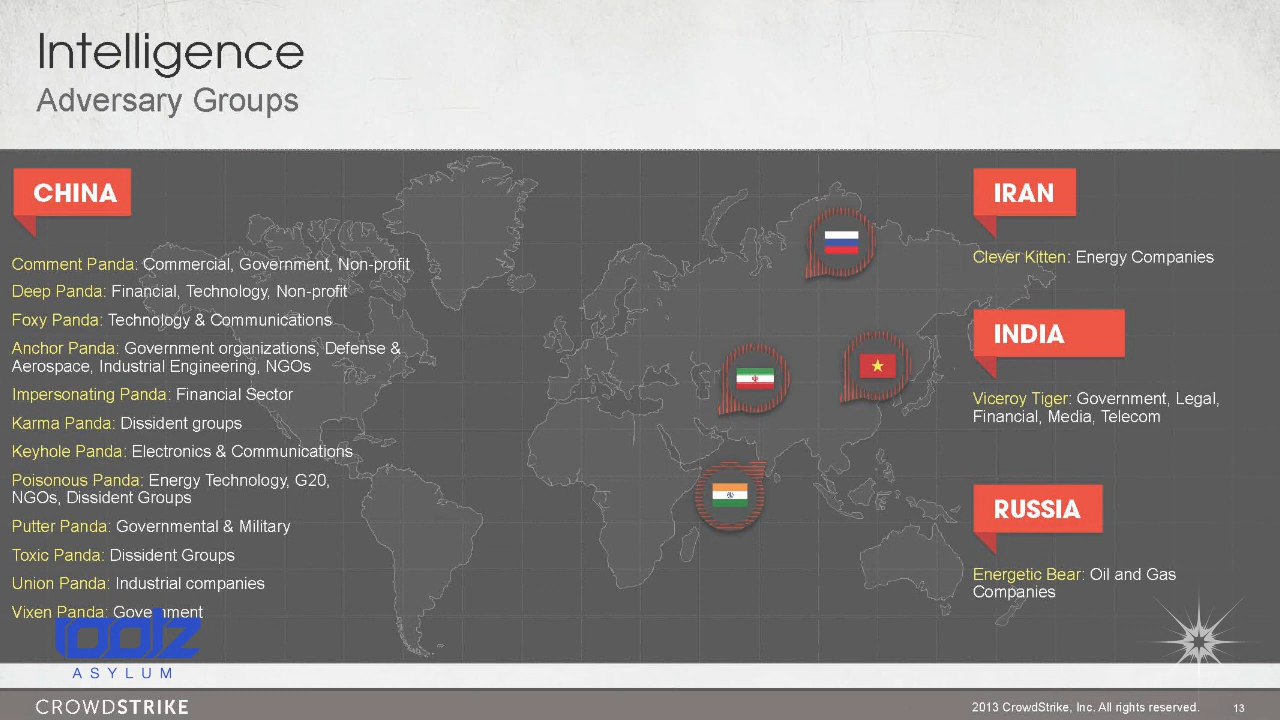 Intelligence
Adversary Groups
CHINA
Comment Panda: Commercial, Government, Non-profit
Deep Panda: Financial, Technology, Non-profit
Foxy Panda: Technology & Communications
Anchor Panda: Government organizations, Defense &
Aerospace, Industrial Engineering, NGOs
Impersonating Panda: Financial Sector
Karma Panda: Dissident groups
Keyhole Panda: Electronics & Communications
Poisonous Panda: Energy Technology, G20,
NGOs, Dissident Groups
Putter Panda: Governmental & Military
Toxic Panda: Dissident Groups
Union Panda: Industrial companies
Vixen Panda: Government
IRAN
Clever Kitten: Energy Companies
INDIA
Viceroy Tiger: Government, Legal,
Financial, Media, Telecom
RUSSIA
Energetic Bear: Oil and Gas
Companies
ASYLUM
CROWDSTRIKE
2013 CrowdStrike, Inc. All rights reserved.
13